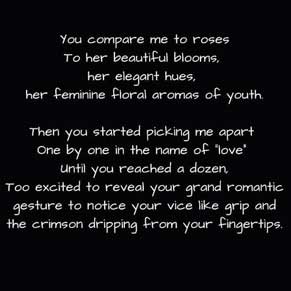 You compare me to roses
To her beautiful blooms,
her elegant hues,
her feminine floral aromas of youth.
Then you started picking me apart
One by one in the name of "love"
Until you reached a dozen,
Too excited to reveal your grand romantic
gesture to notice your vice like grip and
the crimson dripping from your fingertips.